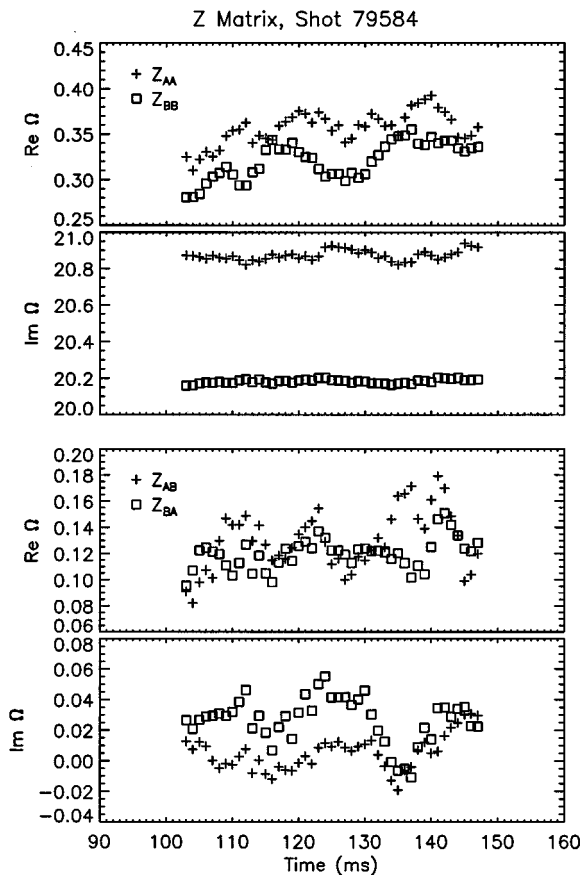 Z Matrix, Shot 79584
0.45
0.40
0.35
0.30
0.25
Re Ω
+ Z_AA
□ Z_BB
21.0
20.8
20.6
20.4
20.2
20.0
Im Ω
0.20
0.18
0.16
0.14
0.12
0.10
0.08
0.06
Re Ω
+ Z_AB
□ Z_BA
0.08
0.06
0.04
0.02
0.00
-0.02
-0.04
Im Ω
90 100 110 120 130 140 150 160
Time (ms)